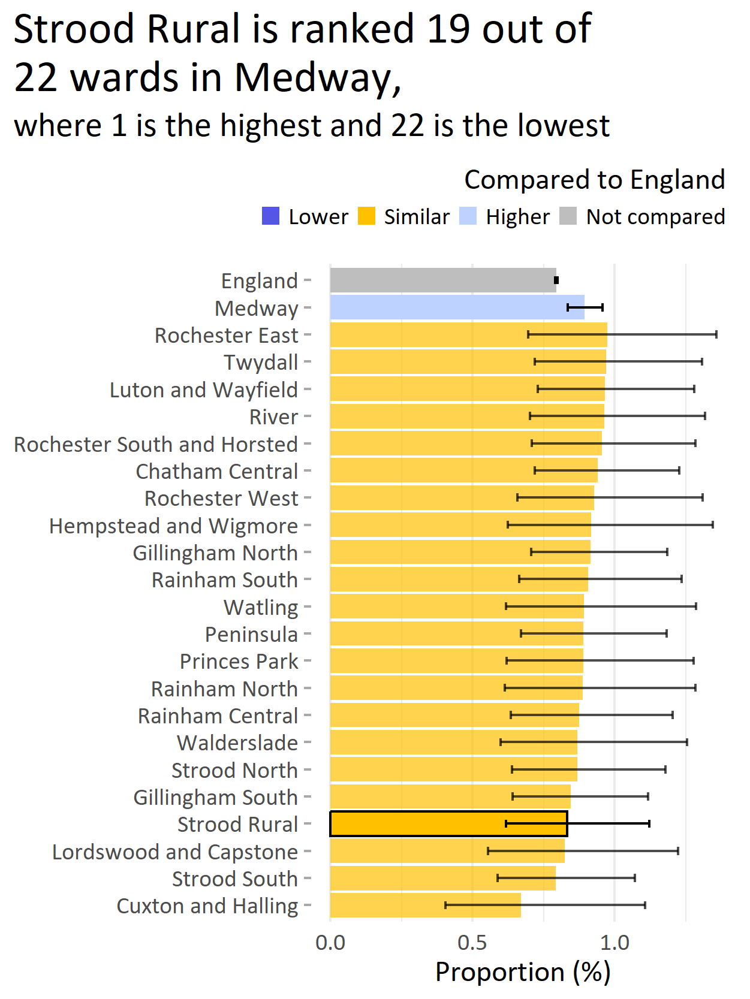 Strood Rural is ranked 19 out of
22 wards in Medway,
where 1 is the highest and 22 is the lowest
Compared to England
Lower Similar Higher Not compared
England
Medway
Rochester East
Twydall
Luton and Wayfield
River
Rochester South and Horsted
Chatham Central
Rochester West
Hempstead and Wigmore
Gillingham North
Rainham South
Watling
Peninsula
Princes Park
Rainham North
Rainham Central
Walderslade
Strood North
Gillingham South
Strood Rural
Lordswood and Capstone
Strood South
Cuxton and Halling
0.0 0.5 1.0
Proportion (%)